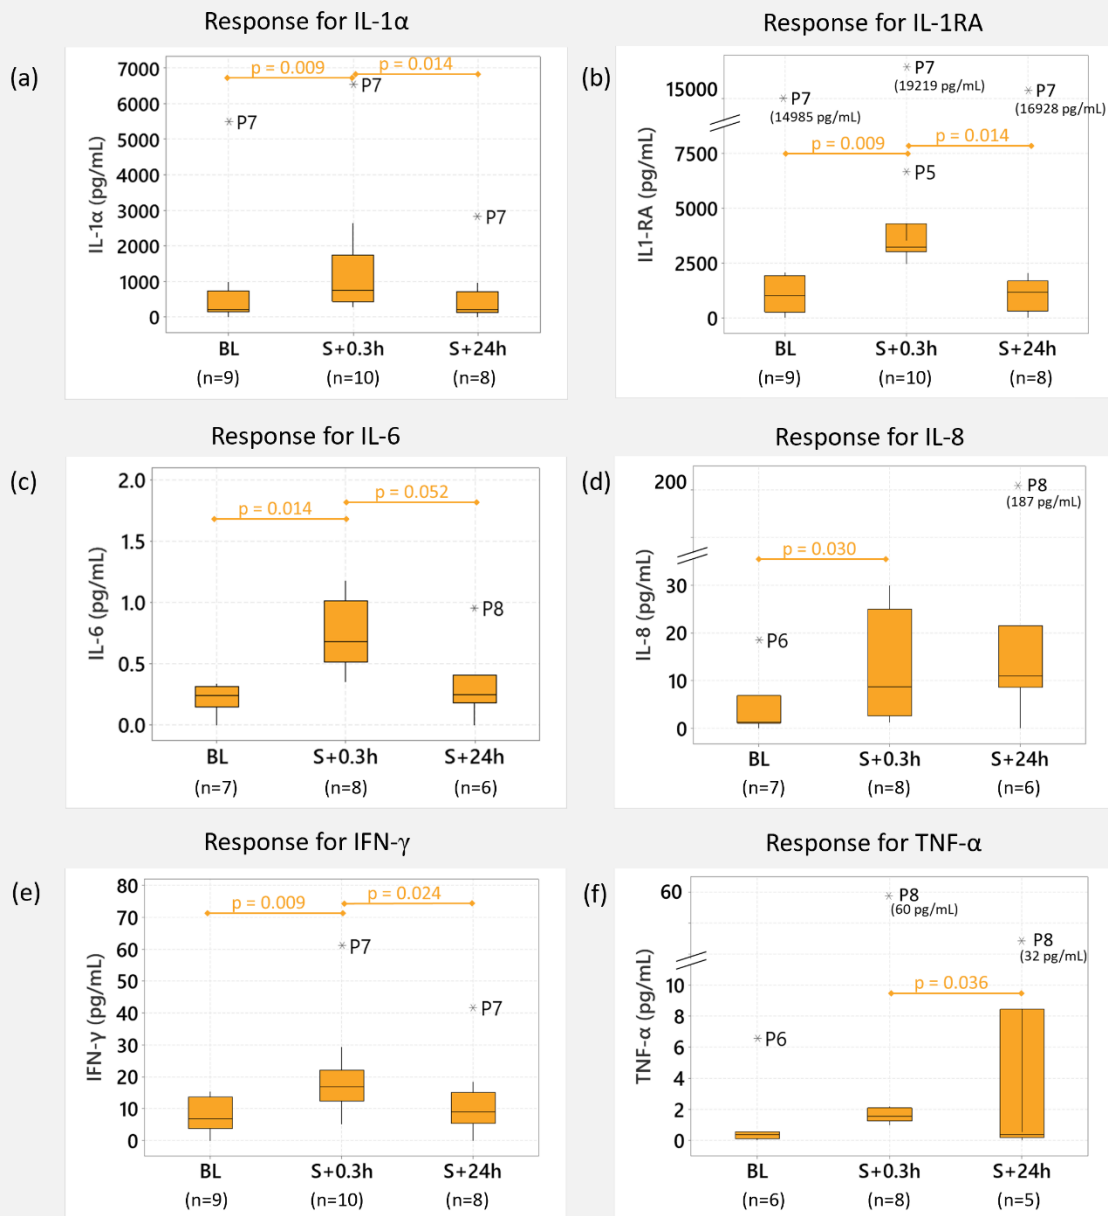 Response for IL-1α
(a)
IL-1α (pg/mL)
7000
6000
5000
4000
3000
2000
1000
0
p = 0.009
p = 0.014
P7
P7
P7
BL
S+0.3h
S+24h
(n=9)
(n=10)
(n=8)
Response for IL-1RA
(b)
IL1-RA (pg/mL)
15000
7500
5000
2500
0
P7
(14985 pg/mL)
P7
(19219 pg/mL)
P7
(16928 pg/mL)
p = 0.009
p = 0.014
P5
BL
S+0.3h
S+24h
(n=9)
(n=10)
(n=8)
Response for IL-6
(c)
IL-6 (pg/mL)
2.0
1.5
1.0
0.5
0.0
p = 0.014
p = 0.052
P8
BL
S+0.3h
S+24h
(n=7)
(n=8)
(n=6)
Response for IL-8
(d)
IL-8 (pg/mL)
200
30
20
10
0
P8
(187 pg/mL)
p = 0.030
P6
BL
S+0.3h
S+24h
(n=7)
(n=8)
(n=6)
Response for IFN-γ
(e)
IFN-γ (pg/mL)
80
70
60
50
40
30
20
10
0
p = 0.009
p = 0.024
P7
P7
BL
S+0.3h
S+24h
(n=9)
(n=10)
(n=8)
Response for TNF-α
(f)
TNF-α (pg/mL)
60
10
8
6
4
2
0
P8
(60 pg/mL)
P8
(32 pg/mL)
p = 0.036
P6
BL
S+0.3h
S+24h
(n=6)
(n=8)
(n=5)